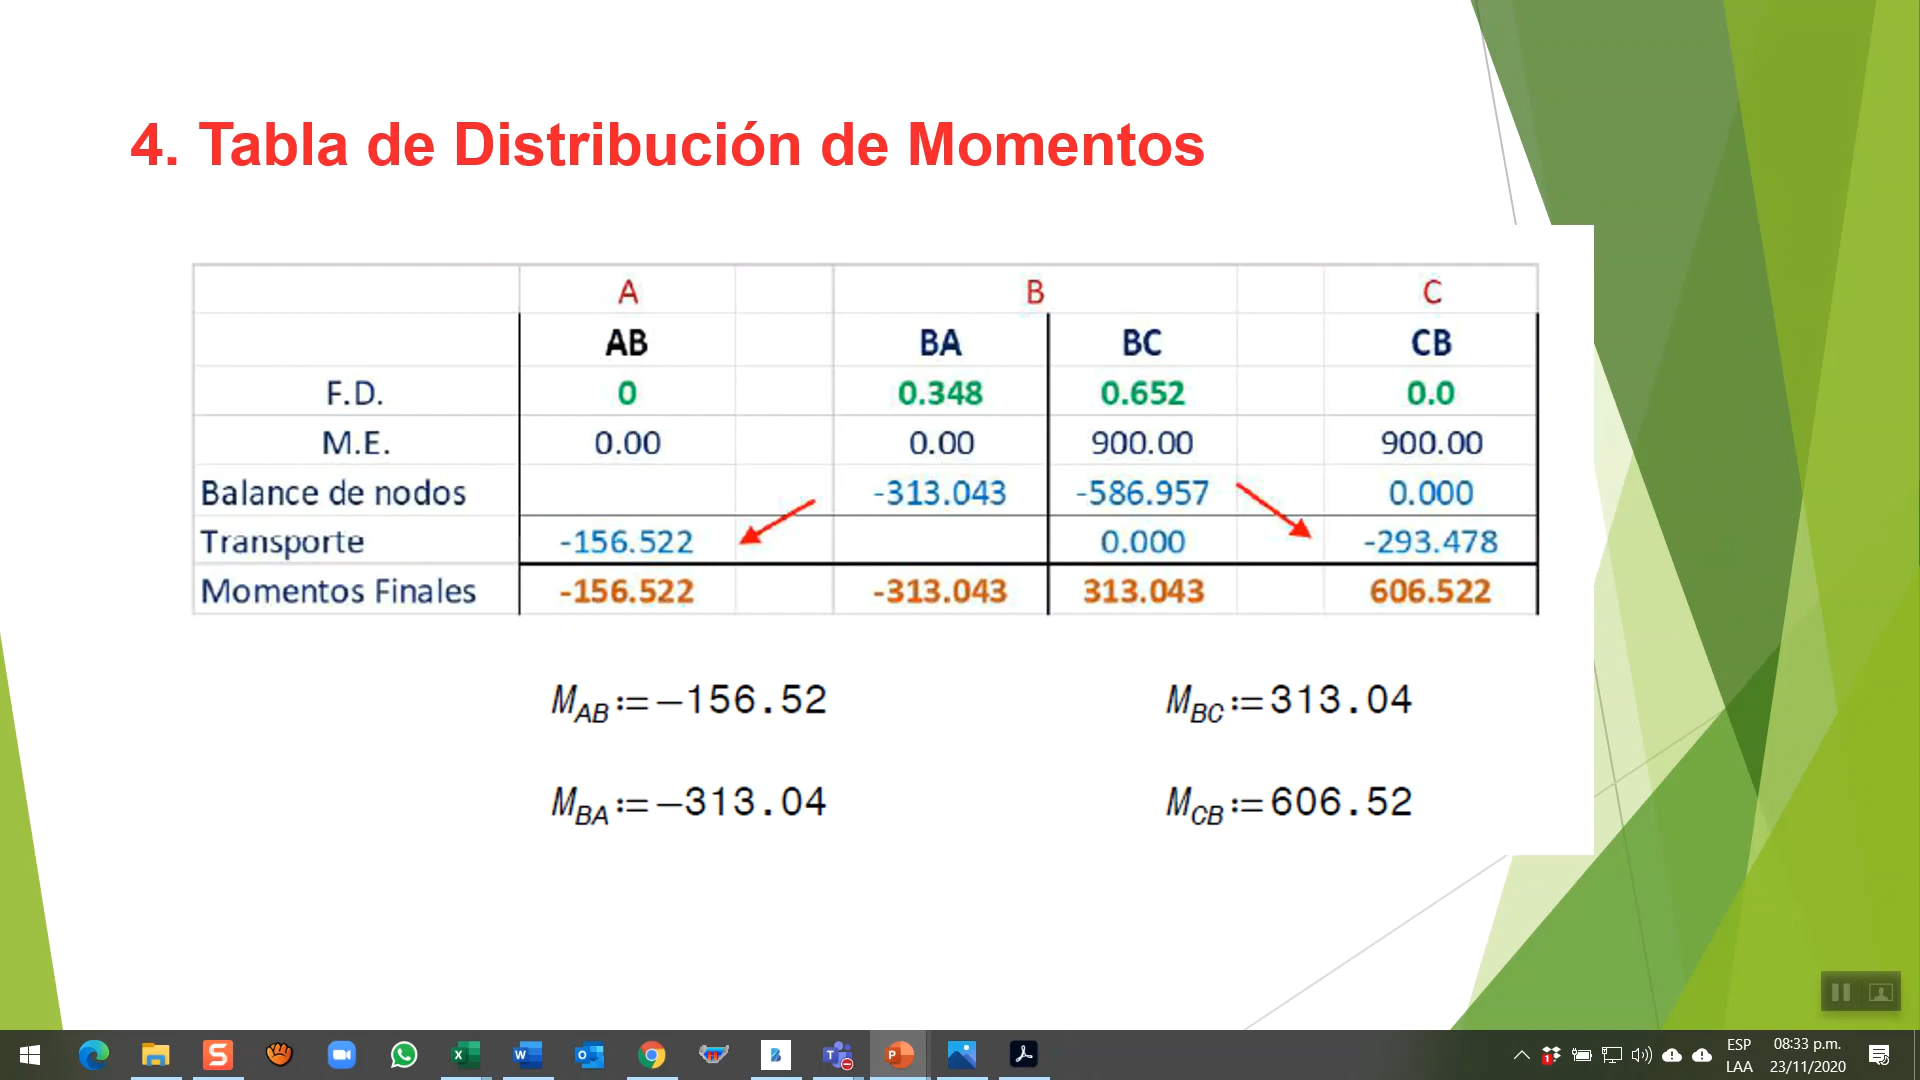 4. Tabla de Distribución de Momentos
A B C
AB BA BC CB
F.D. 0 0.348 0.652 0.0
M.E. 0.00 0.00 900.00 900.00
Balance de nodos -313.043 -586.957 0.000
Transporte -156.522 0.000 -293.478
Momentos Finales -156.522 -313.043 313.043 606.522
M_AB:=−156.52 M_BC:=313.04
M_BA:=−313.04 M_CB:=606.52
ESP 08:33 p.m.
LAA 23/11/2020